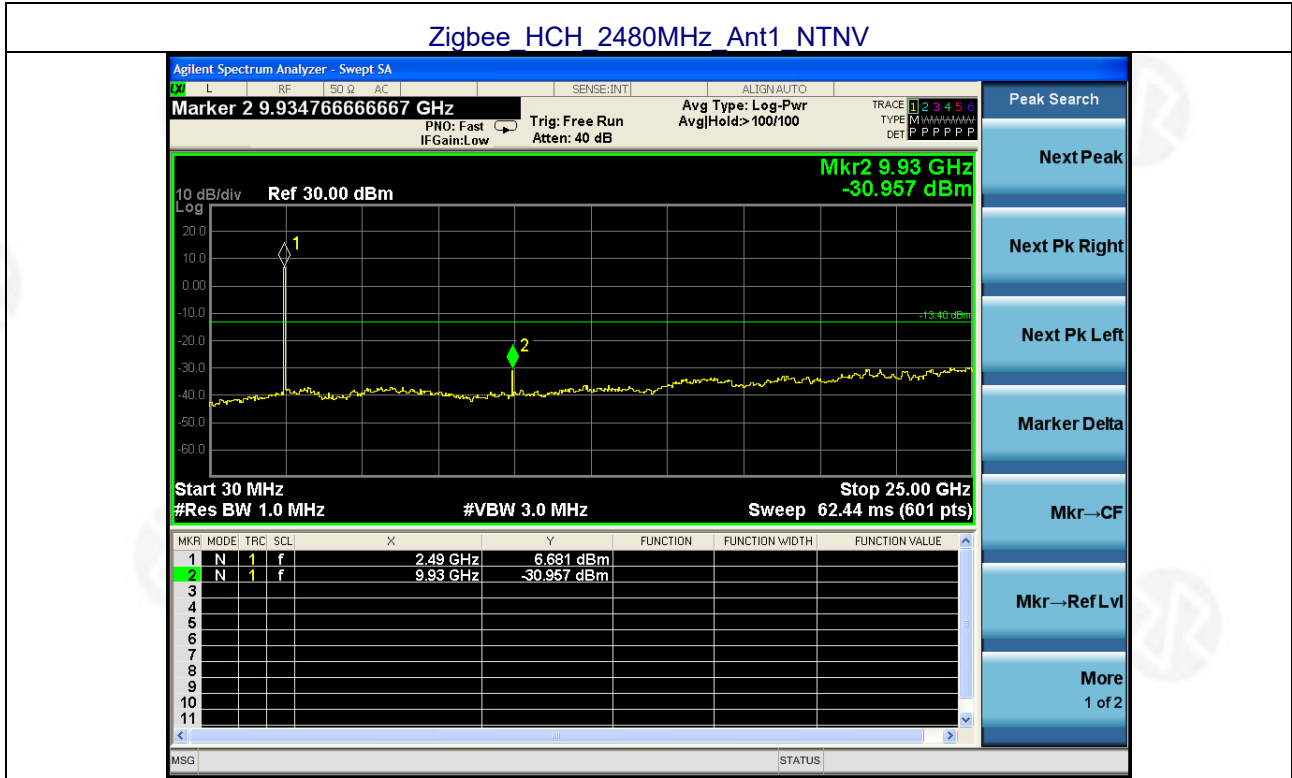 Zigbee_HCH_2480MHz_Ant1_NTNV
Agilent Spectrum Analyzer - Swept SA
LXI L RF 50 Ω AC SENSE:INT ALIGNAUTO
Marker 2 9.934766666667 GHz
PNO: Fast
IFGain:Low
Trig: Free Run
Atten: 40 dB
Avg Type: Log-Pwr
Avg|Hold:>100/100
TRACE 1 2 3 4 5 6
TYPE MWWWWW
DET P P P P P P
Mkr2 9.93 GHz
-30.957 dBm
10 dB/div Ref 30.00 dBm
Log
20.0
10.0
0.00
-10.0
-20.0
-30.0
-40.0
-50.0
-60.0
1
2
-13.40 dBm
Start 30 MHz Stop 25.00 GHz
#Res BW 1.0 MHz #VBW 3.0 MHz Sweep 62.44 ms (601 pts)
MKR MODE TRC SCL X Y FUNCTION FUNCTION WIDTH FUNCTION VALUE
1 N 1 f 2.49 GHz 6.681 dBm
2 N 1 f 9.93 GHz -30.957 dBm
3
4
5
6
7
8
9
10
11
MSG STATUS
Peak Search
Next Peak
Next Pk Right
Next Pk Left
Marker Delta
Mkr→CF
Mkr→Ref Lvl
More
1 of 2